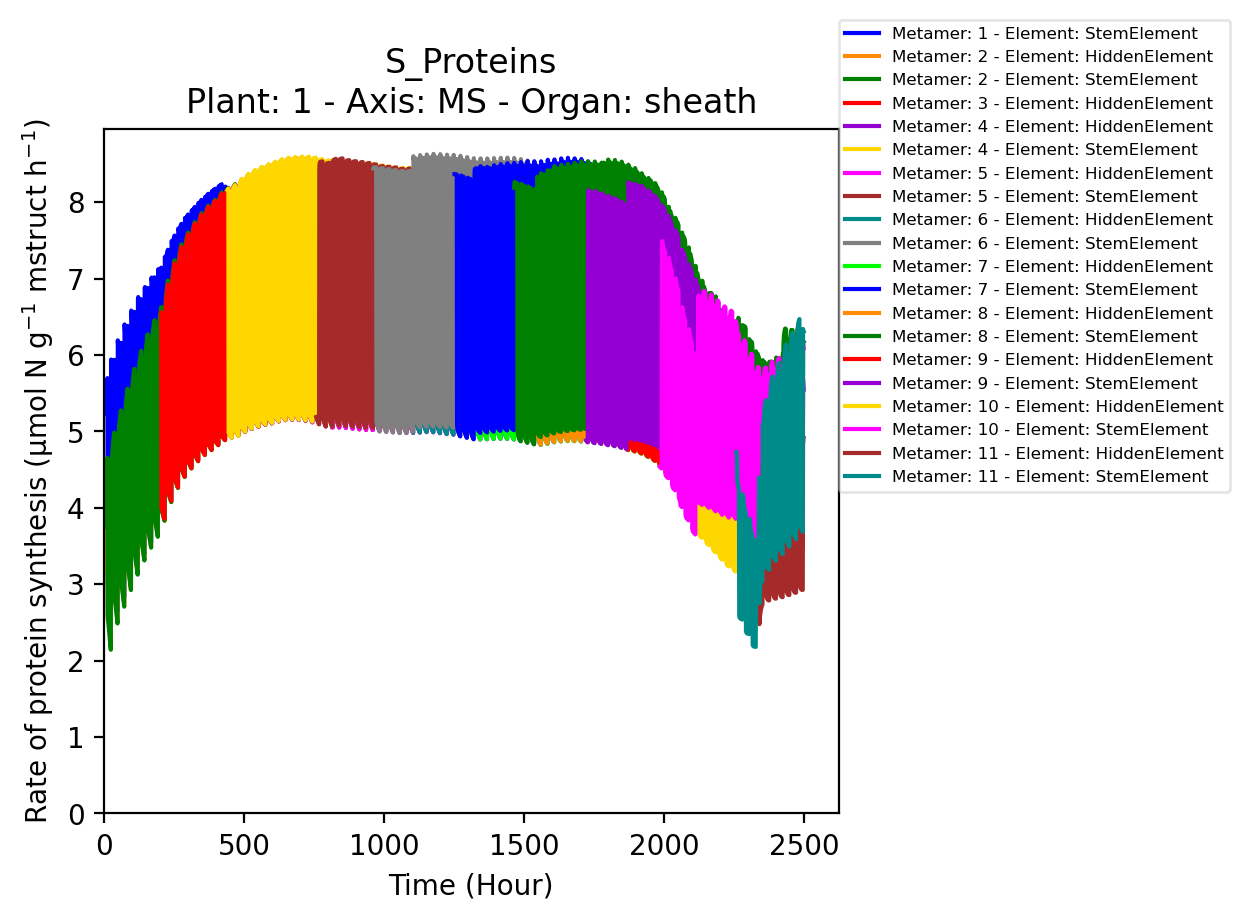 S_Proteins
Plant: 1 - Axis: MS - Organ: sheath
Rate of protein synthesis (µmol N g⁻¹ mstruct h⁻¹)
8
7
6
5
4
3
2
1
0
0 500 1000 1500 2000 2500
Time (Hour)
Metamer: 1 - Element: StemElement
Metamer: 2 - Element: HiddenElement
Metamer: 2 - Element: StemElement
Metamer: 3 - Element: HiddenElement
Metamer: 4 - Element: HiddenElement
Metamer: 4 - Element: StemElement
Metamer: 5 - Element: HiddenElement
Metamer: 5 - Element: StemElement
Metamer: 6 - Element: HiddenElement
Metamer: 6 - Element: StemElement
Metamer: 7 - Element: HiddenElement
Metamer: 7 - Element: StemElement
Metamer: 8 - Element: HiddenElement
Metamer: 8 - Element: StemElement
Metamer: 9 - Element: HiddenElement
Metamer: 9 - Element: StemElement
Metamer: 10 - Element: HiddenElement
Metamer: 10 - Element: StemElement
Metamer: 11 - Element: HiddenElement
Metamer: 11 - Element: StemElement